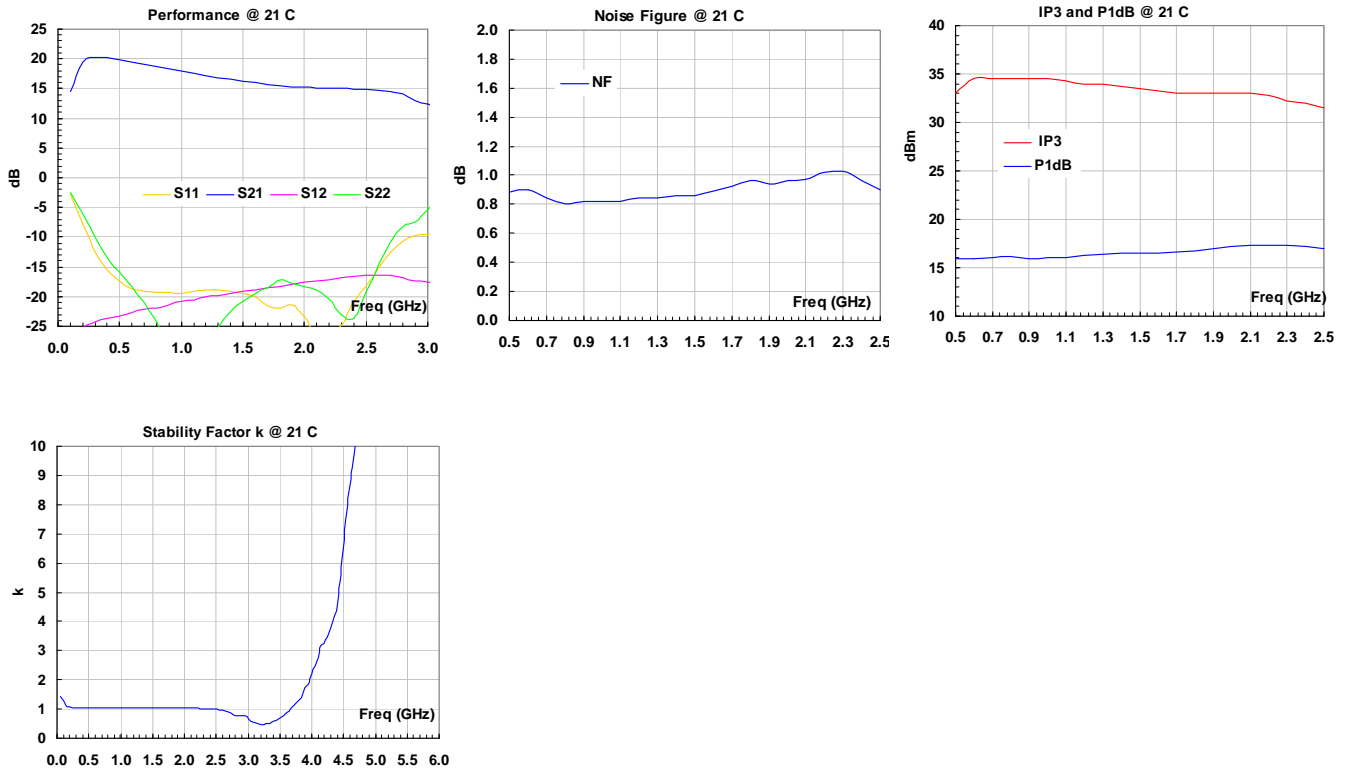 Performance @ 21 C
25
20
15
10
5
0
-5
-10
-15
-20
-25
dB
S11 S21 S12 S22
Freq (GHz)
0.0 0.5 1.0 1.5 2.0 2.5 3.0
Noise Figure @ 21 C
2.0
1.8
1.6
1.4
1.2
1.0
0.8
0.6
0.4
0.2
0.0
dB
NF
Freq (GHz)
0.5 0.7 0.9 1.1 1.3 1.5 1.7 1.9 2.1 2.3 2.5
IP3 and P1dB @ 21 C
40
35
30
25
20
15
10
dBm
IP3
P1dB
Freq (GHz)
0.5 0.7 0.9 1.1 1.3 1.5 1.7 1.9 2.1 2.3 2.5
Stability Factor k @ 21 C
10
9
8
7
6
5
4
3
2
1
0
k
Freq (GHz)
0.0 0.5 1.0 1.5 2.0 2.5 3.0 3.5 4.0 4.5 5.0 5.5 6.0